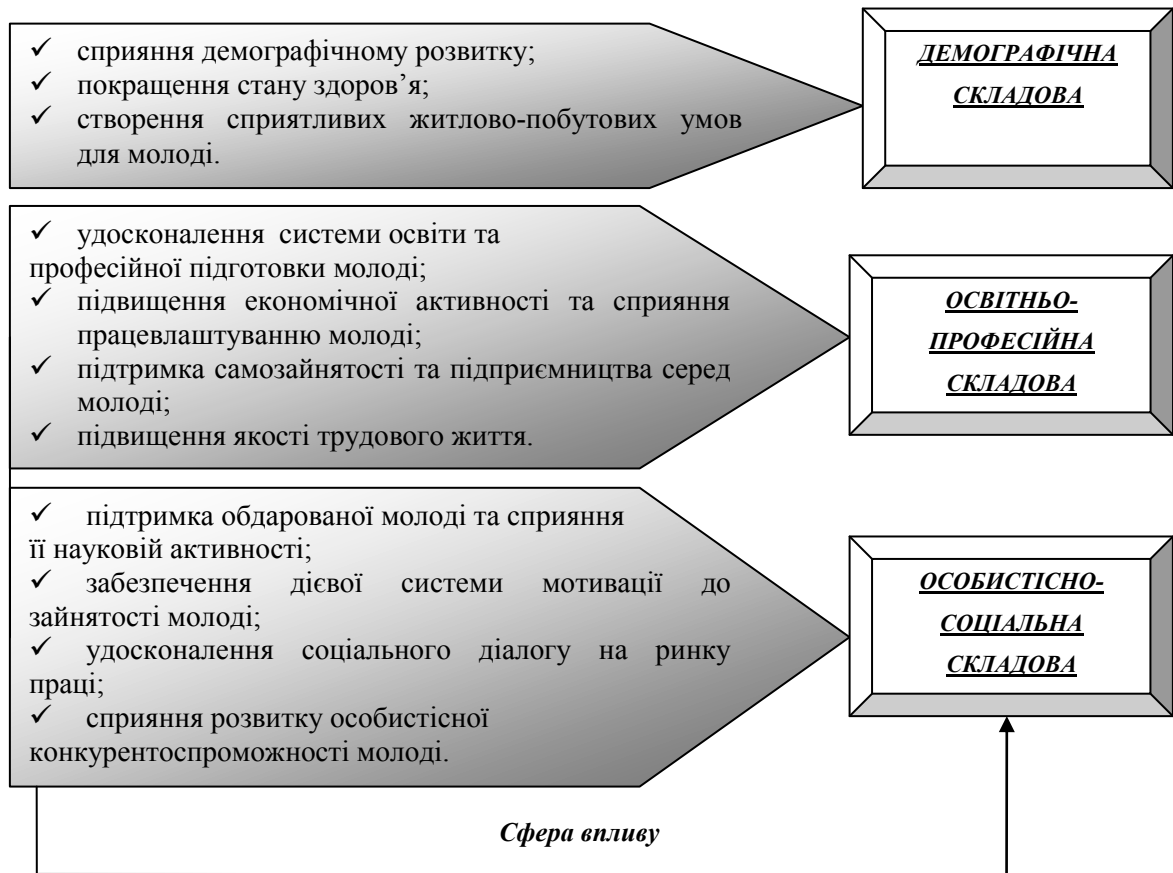 ✓ сприяння демографічному розвитку;
✓ покращення стану здоров’я;
✓ створення сприятливих житлово-побутових умов
для молоді.
ДЕМОГРАФІЧНА
СКЛАДОВА
✓ удосконалення системи освіти та
професійної підготовки молоді;
✓ підвищення економічної активності та сприяння
працевлаштуванню молоді;
✓ підтримка самозайнятості та підприємництва серед
молоді;
✓ підвищення якості трудового життя.
ОСВІТНЬО-
ПРОФЕСІЙНА
СКЛАДОВА
✓ підтримка обдарованої молоді та сприяння
її науковій активності;
✓ забезпечення дієвої системи мотивації до
зайнятості молоді;
✓ удосконалення соціального діалогу на ринку
праці;
✓ сприяння розвитку особистісної
конкурентоспроможності молоді.
ОСОБИСТІСНО-
СОЦІАЛЬНА
СКЛАДОВА
Сфера впливу